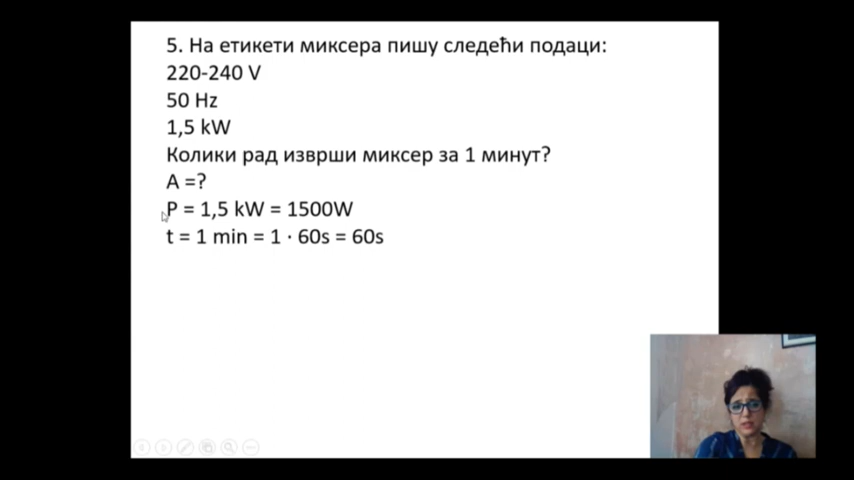 5. На етикети миксера пишу следећи подаци:
220-240 V
50 Hz
1,5 kW
Колики рад изврши миксер за 1 минут?
A =?
P = 1,5 kW = 1500W
t = 1 min = 1 · 60s = 60s